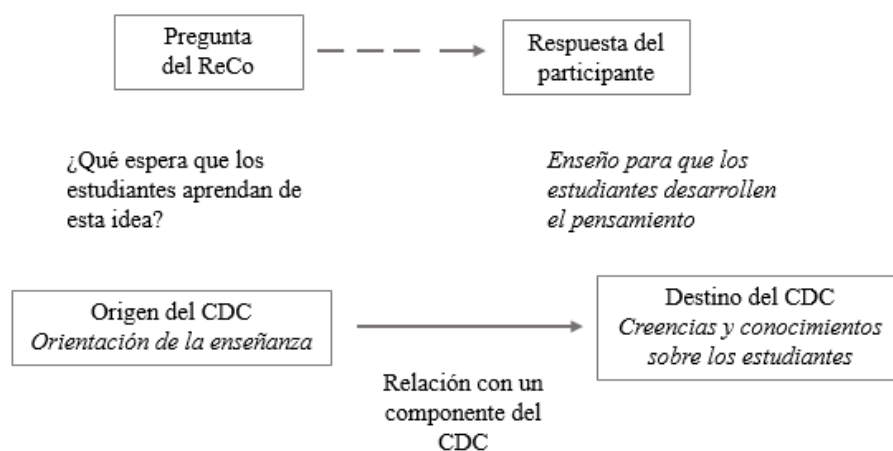 Pregunta
del ReCo
Respuesta del
participante
¿Qué espera que los
estudiantes aprendan de
esta idea?
Enseño para que los
estudiantes desarrollen
el pensamiento
Origen del CDC
Orientación de la enseñanza
Destino del CDC
Creencias y conocimientos
sobre los estudiantes
Relación con un
componente del
CDC